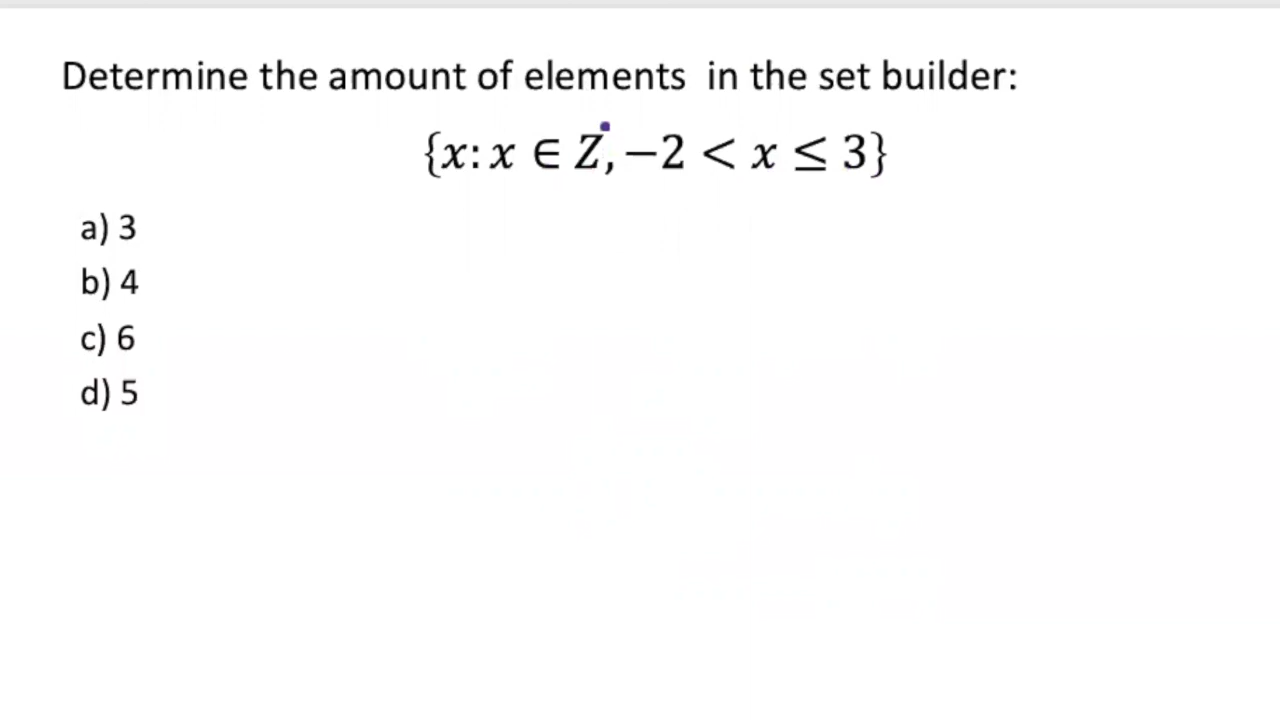 Determine the amount of elements in the set builder:
{x: x ∈ Z, −2 < x ≤ 3}
a) 3
b) 4
c) 6
d) 5